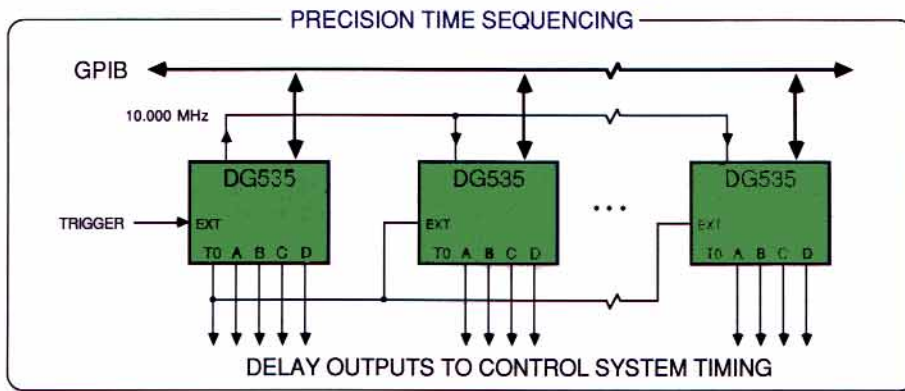 PRECISION TIME SEQUENCING
GPIB
10.000 MHz
DG535 DG535 DG535
TRIGGER EXT EXT EXT
T0 A B C D T0 A B C D T0 A B C D
DELAY OUTPUTS TO CONTROL SYSTEM TIMING